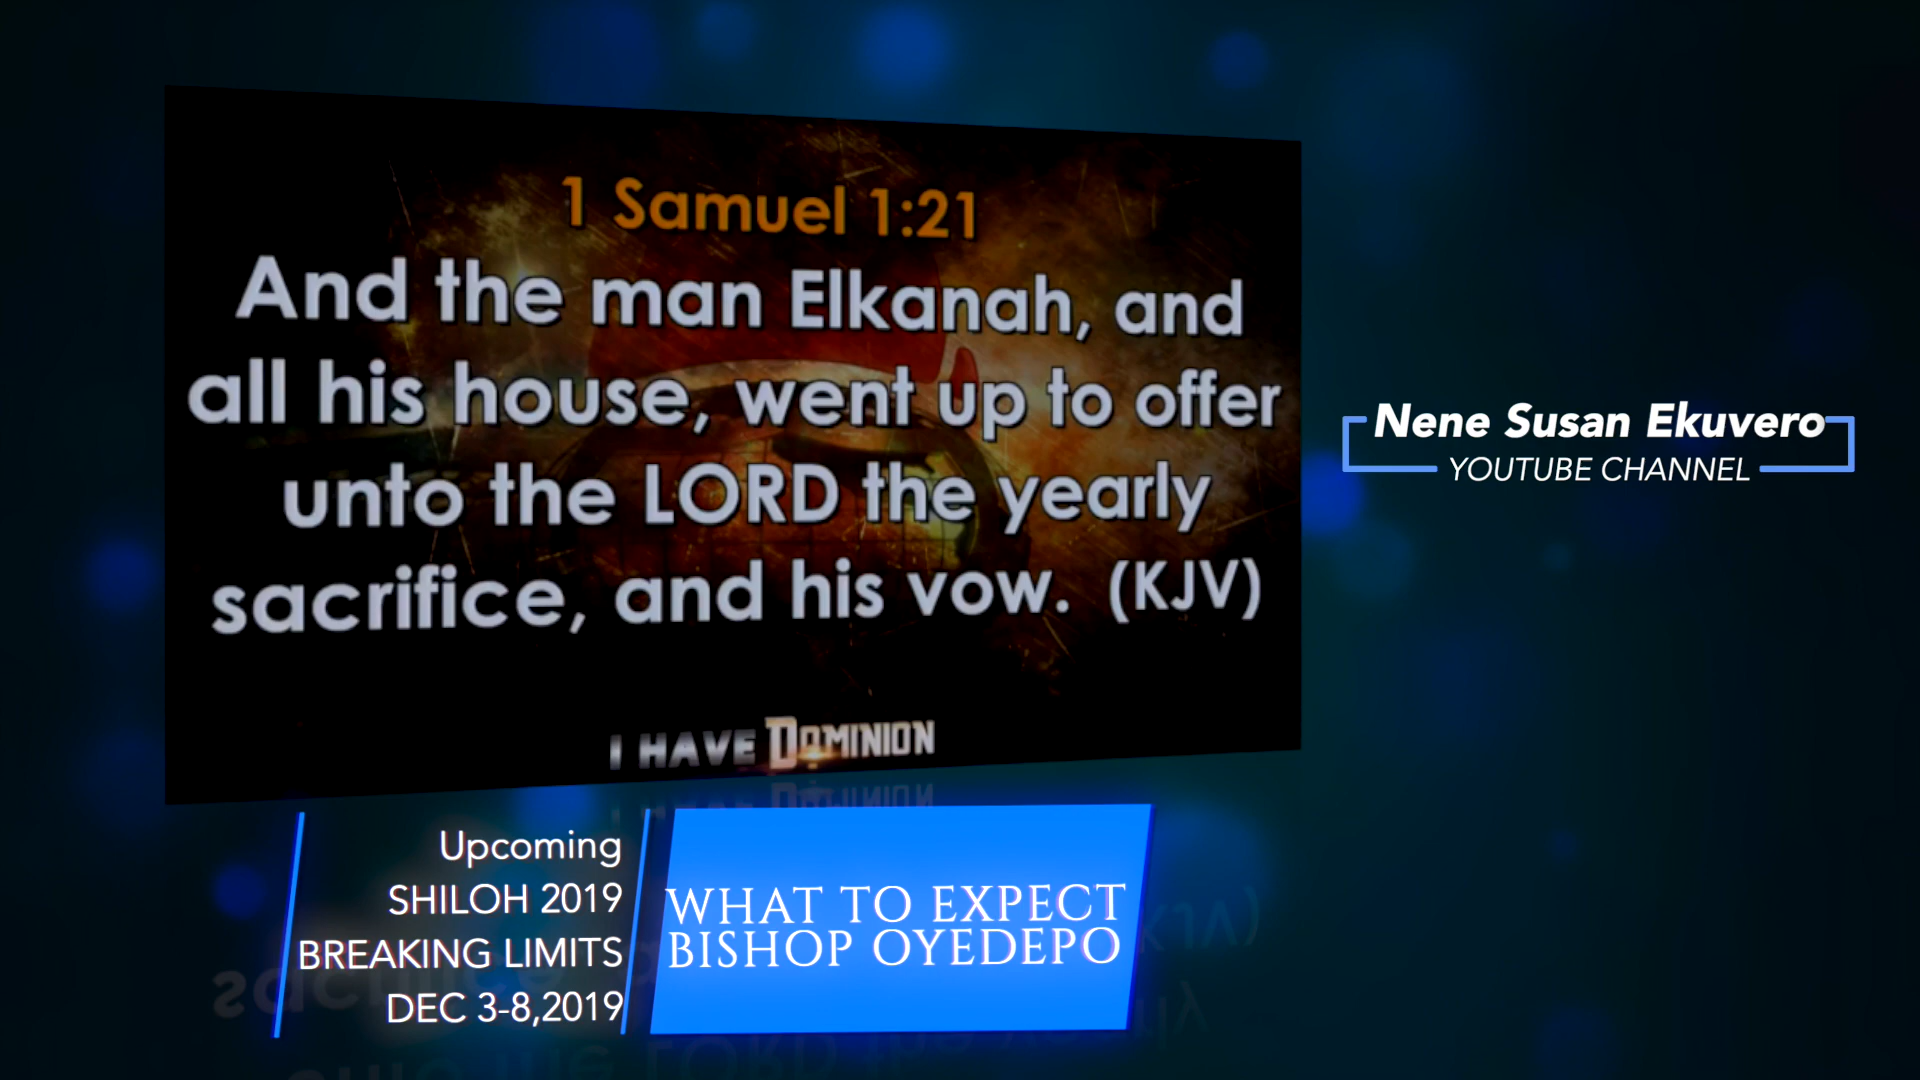 1 Samuel 1:21
And the man Elkanah, and
all his house, went up to offer
unto the LORD the yearly
sacrifice, and his vow. (KJV)
I HAVE DOMINION
Nene Susan Ekuvero
YOUTUBE CHANNEL
Upcoming
SHILOH 2019
BREAKING LIMITS
DEC 3-8,2019
WHAT TO EXPECT
BISHOP OYEDEPO